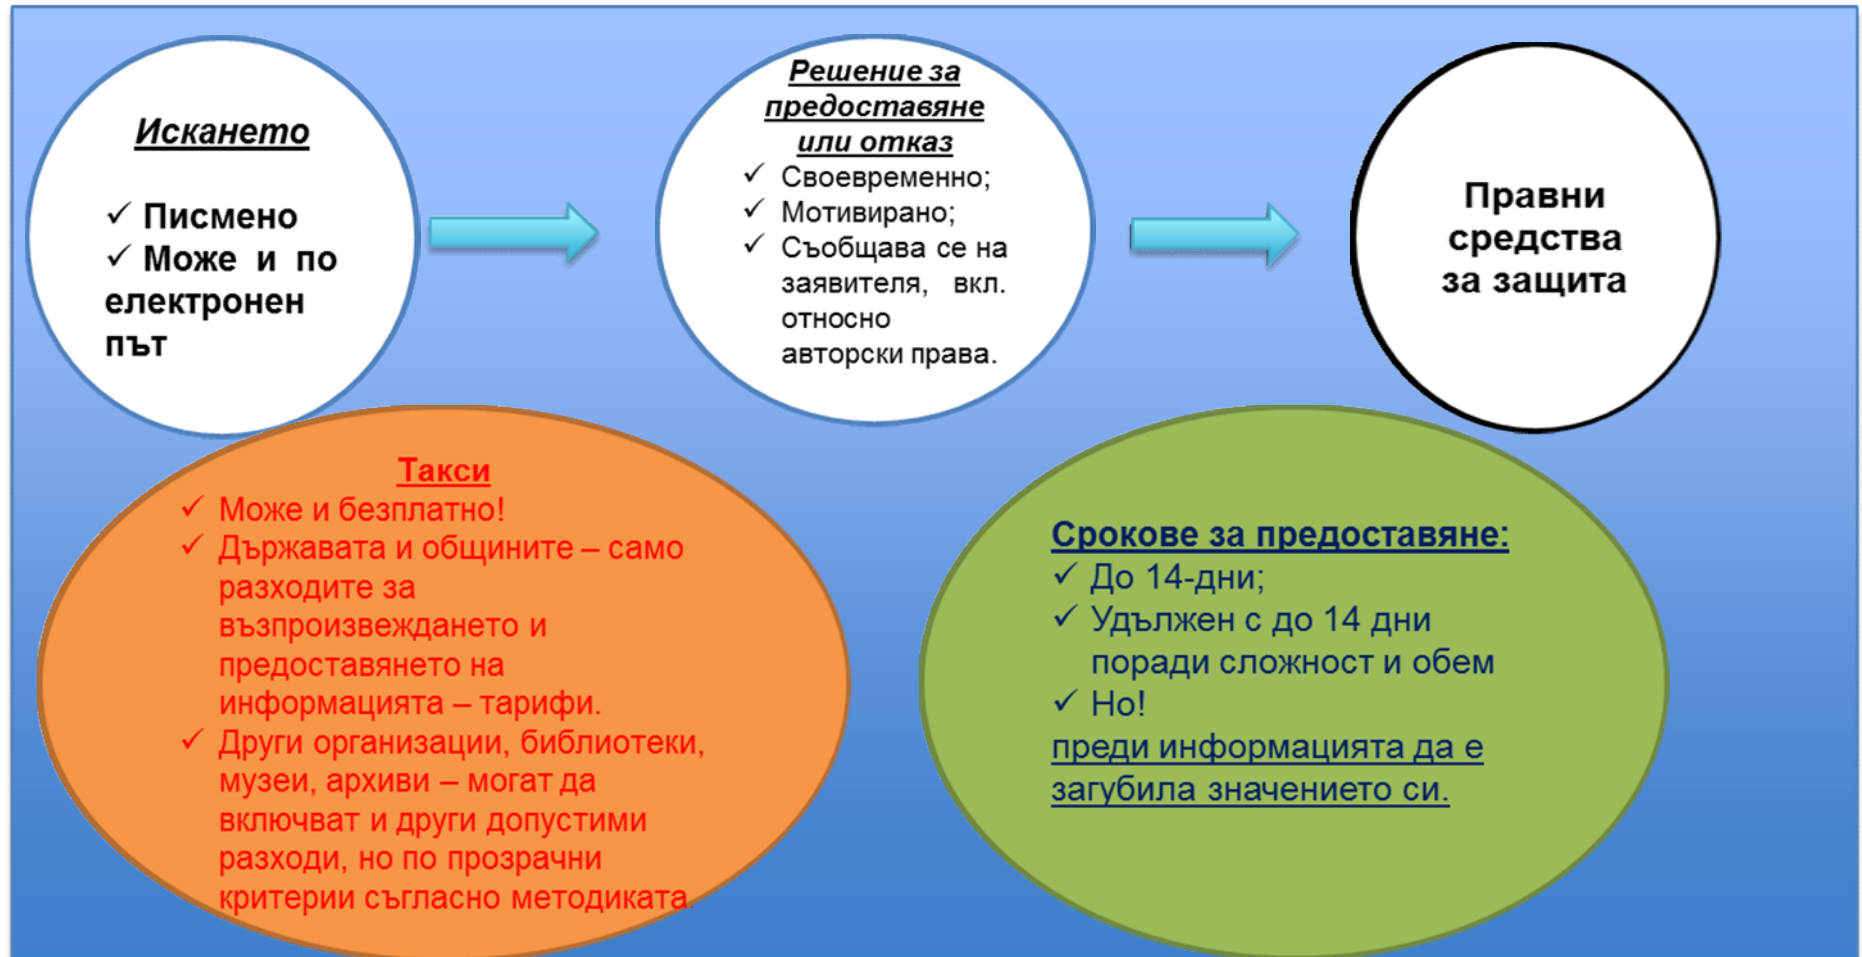 Искането
✓ Писмено
✓ Може и по
електронен
път
Решение за
предоставяне
или отказ
✓ Своевременно;
✓ Мотивирано;
✓ Съобщава се на
заявителя, вкл.
относно
авторски права.
Правни
средства
за защита
Такси
✓ Може и безплатно!
✓ Държавата и общините – само
разходите за
възпроизвеждането и
предоставянето на
информацията – тарифи.
✓ Други организации, библиотеки,
музеи, архиви – могат да
включват и други допустими
разходи, но по прозрачни
критерии съгласно методиката.
Срокове за предоставяне:
✓ До 14-дни;
✓ Удължен с до 14 дни
поради сложност и обем
✓ Но!
преди информацията да е
загубила значението си.